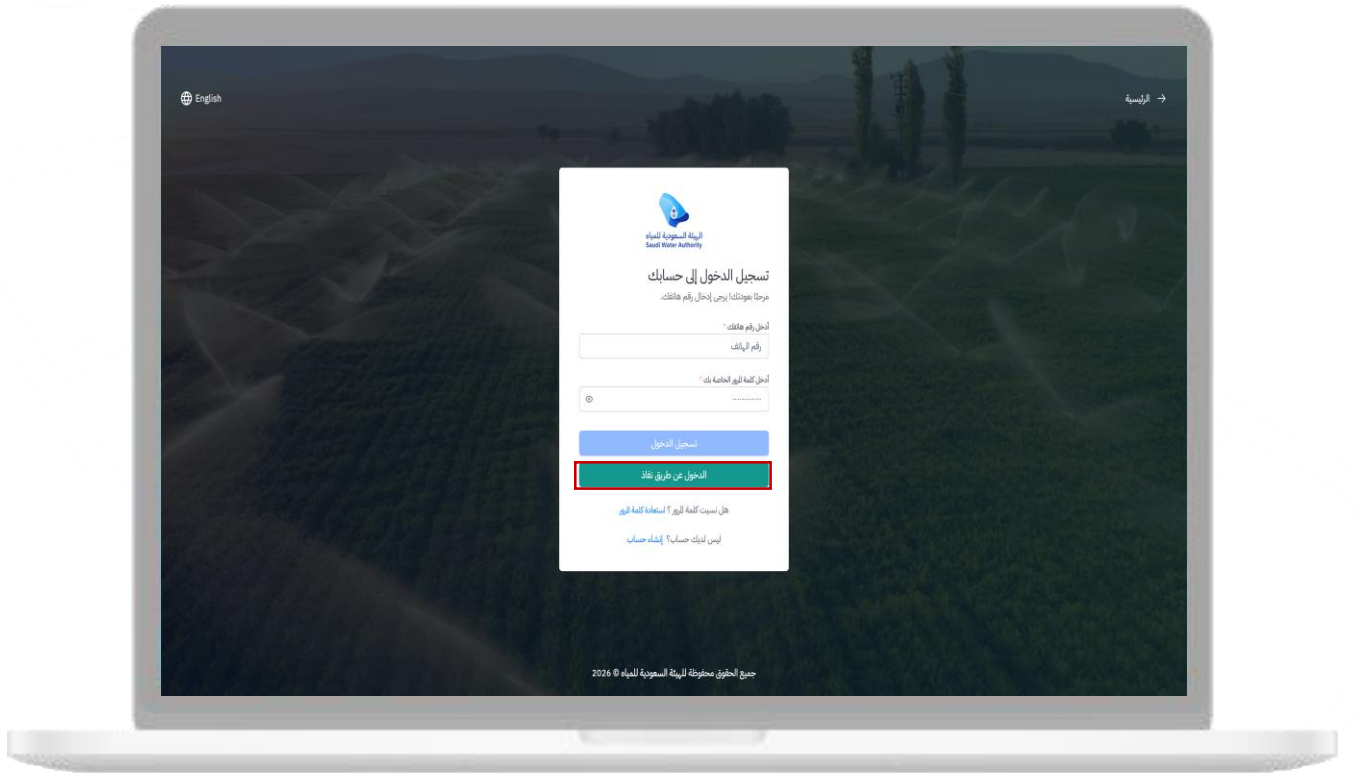 الرئيسية
English
الهيئة السعودية للمياه
Saudi Water Authority
تسجيل الدخول إلى حسابك
مرحبًا بعودتك! يرجى إدخال رقم هاتفك.
أدخل رقم هاتفك *
رقم الهاتف
أدخل كلمة المرور الخاصة بك *
............
تسجيل الدخول
الدخول عن طريق نفاذ
هل نسيت كلمة المرور ؟ استعادة كلمة المرور
ليس لديك حساب؟ إنشاء حساب
جميع الحقوق محفوظة للهيئة السعودية للمياه © 2026